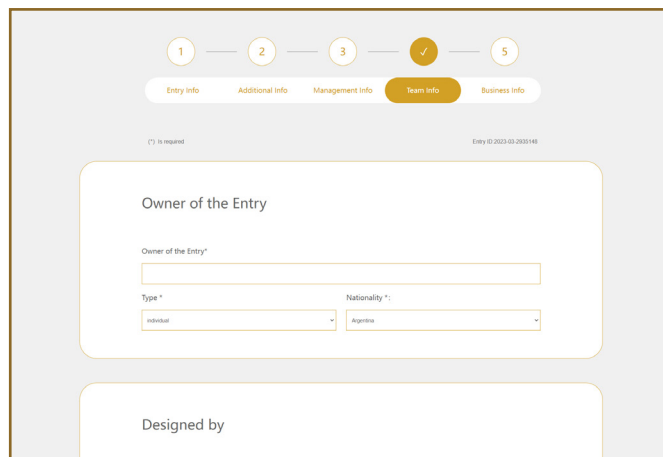 1 2 3 ✓ 5
Entry Info Additional Info Management Info Team Info Business Info
(*) Is required Entry ID:2023-03-2935148
Owner of the Entry
Owner of the Entry*
Type * Nationality *:
individual Argentina
Designed by